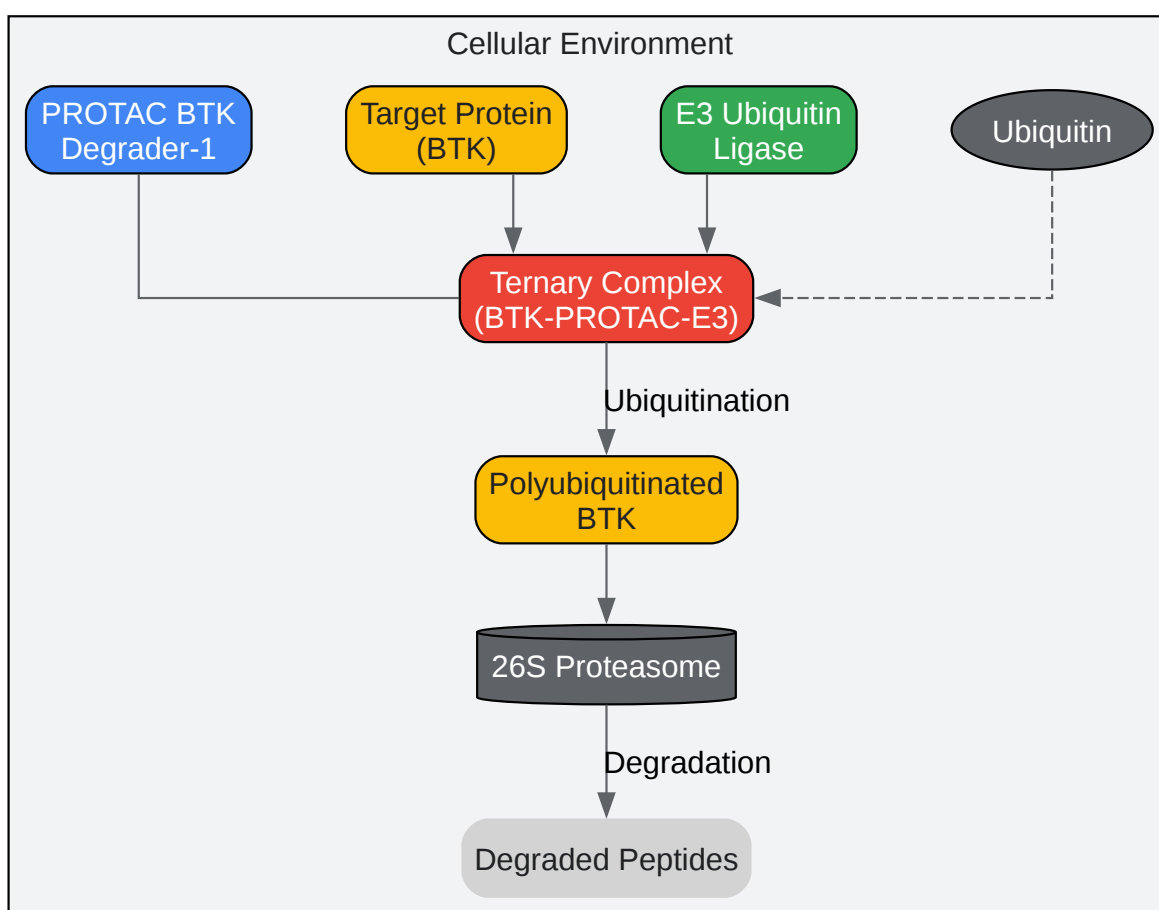 Cellular Environment
PROTAC BTK
Degrader-1
Target Protein
(BTK)
E3 Ubiquitin
Ligase
Ubiquitin
Ternary Complex
(BTK-PROTAC-E3)
Ubiquitination
Polyubiquitinated
BTK
26S Proteasome
Degradation
Degraded Peptides